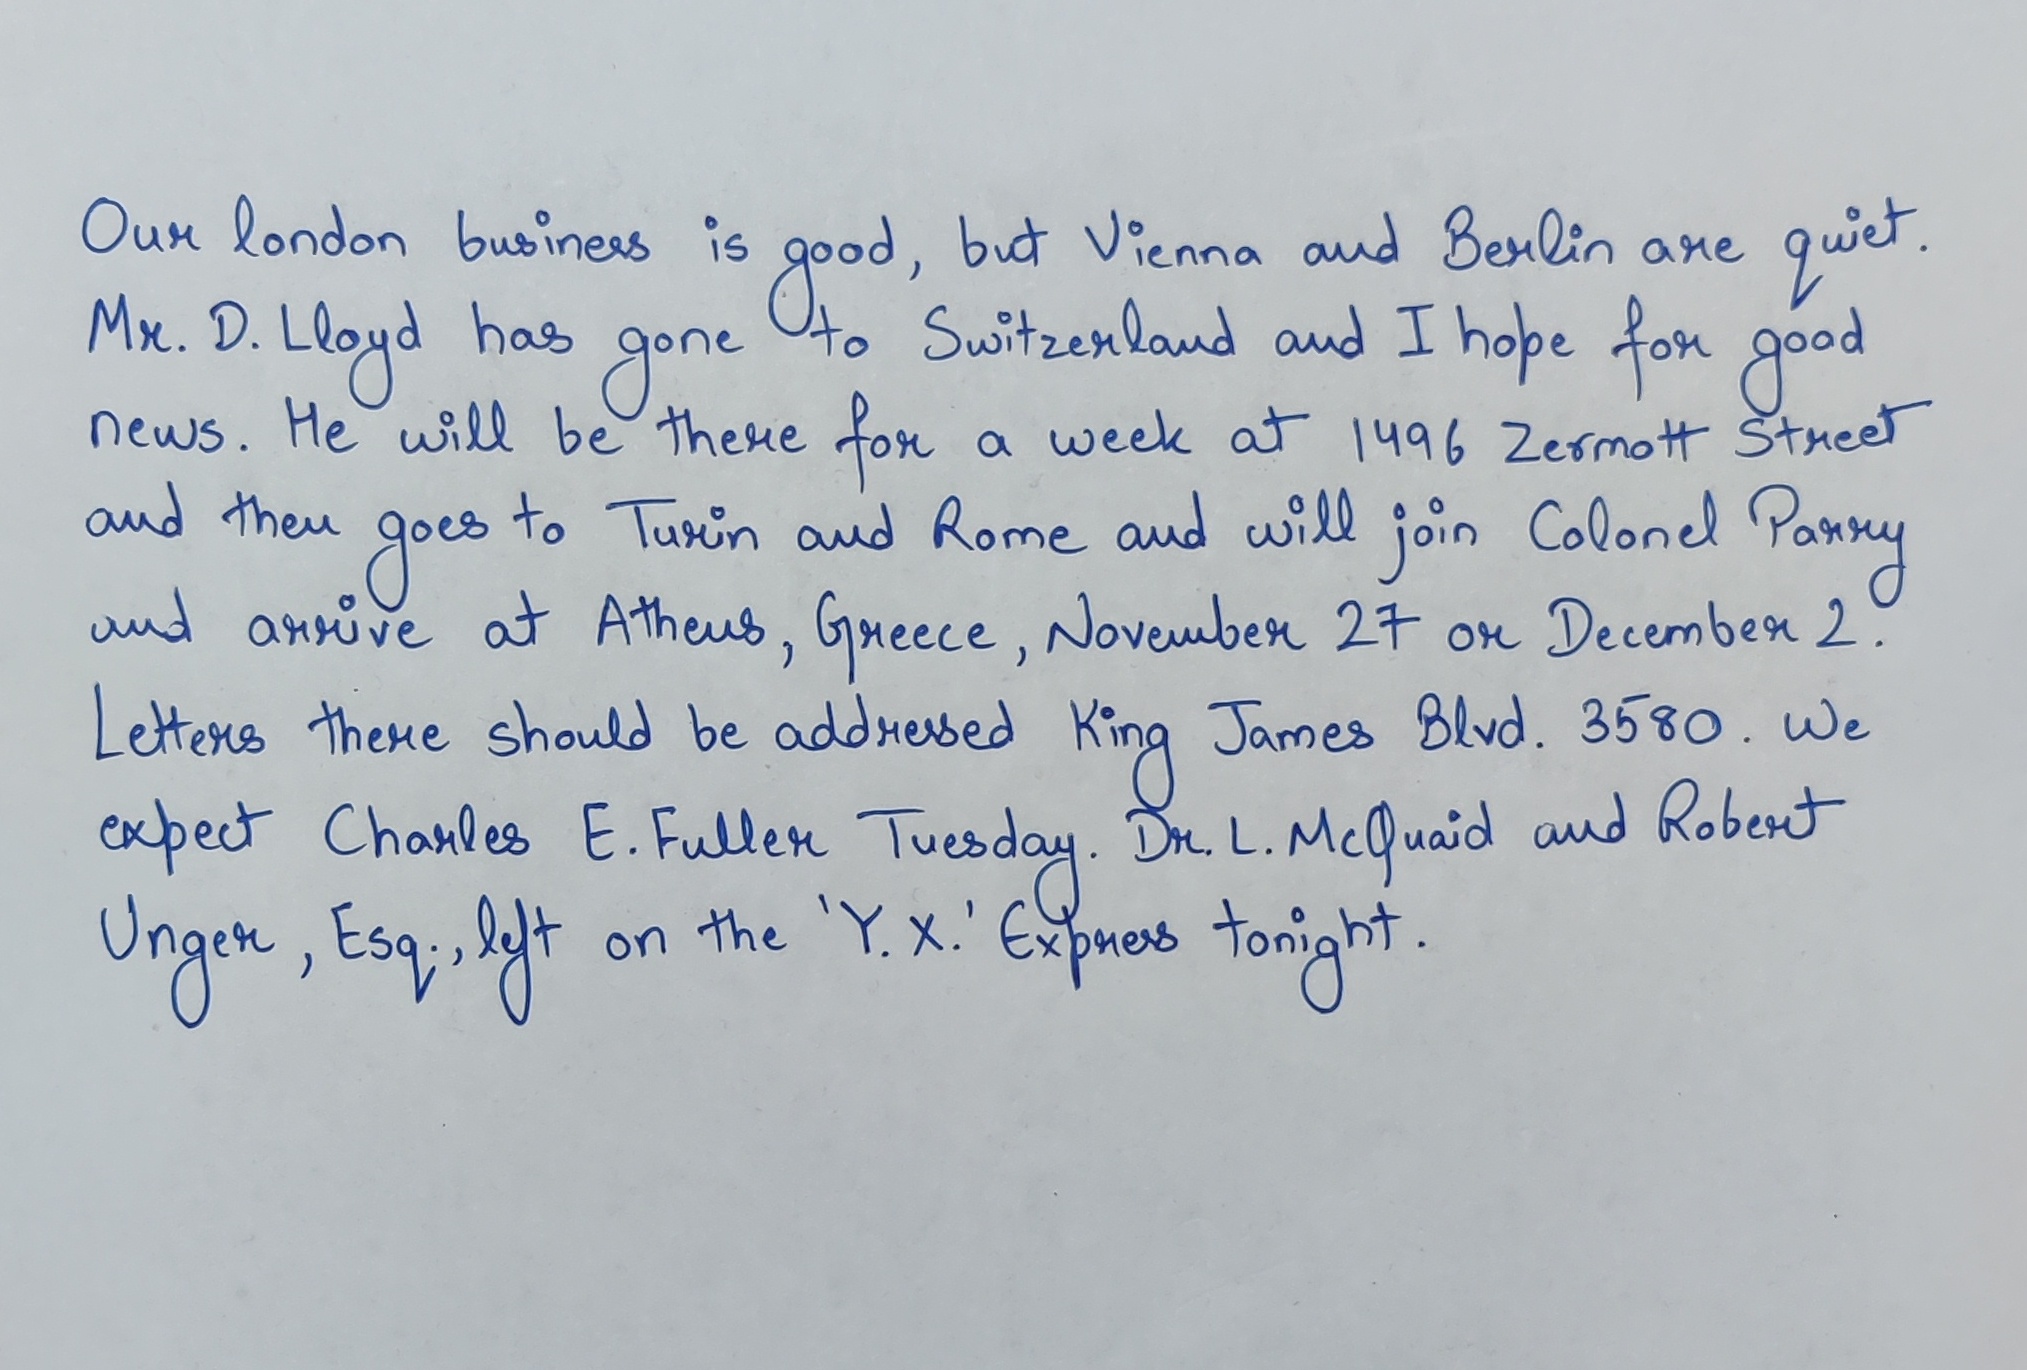 Our london business is good, but Vienna and Berlin are quiet.
Mr. D. Lloyd has gone to Switzerland and I hope for good
news. He will be there for a week at 1496 Zermott Street
and then goes to Turin and Rome and will join Colonel Parry
and arrive at Athens, Greece, November 27 or December 2.
Letters there should be addressed King James Blvd. 3580. We
expect Charles E. Fuller Tuesday. Dr. L. McQuaid and Robert
Unger, Esq., left on the 'Y. X.' Express tonight.